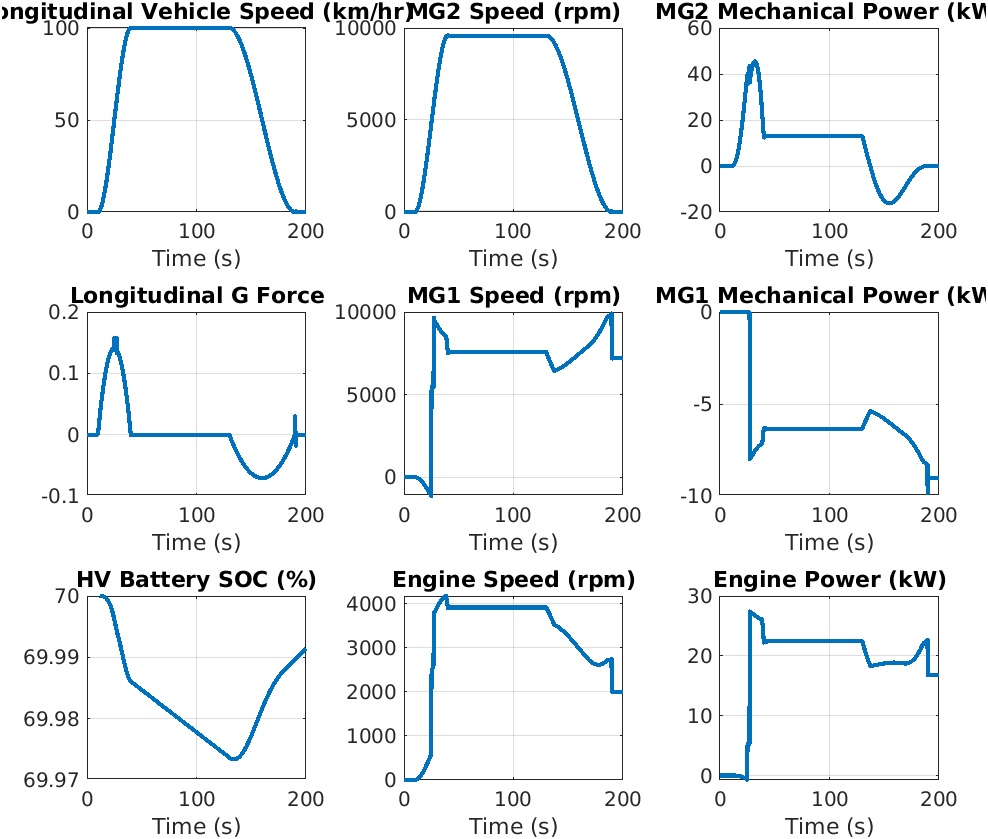 ongitudinal Vehicle Speed (km/hr)
100
50
0
0 100 200
Time (s)
MG2 Speed (rpm)
10000
5000
0
0 100 200
Time (s)
MG2 Mechanical Power (kW
60
40
20
0
-20
0 100 200
Time (s)
Longitudinal G Force
0.2
0.1
0
-0.1
0 100 200
Time (s)
MG1 Speed (rpm)
10000
5000
0
0 100 200
Time (s)
MG1 Mechanical Power (kW
0
-5
-10
0 100 200
Time (s)
HV Battery SOC (%)
70
69.99
69.98
69.97
0 100 200
Time (s)
Engine Speed (rpm)
4000
3000
2000
1000
0
0 100 200
Time (s)
Engine Power (kW)
30
20
10
0
0 100 200
Time (s)